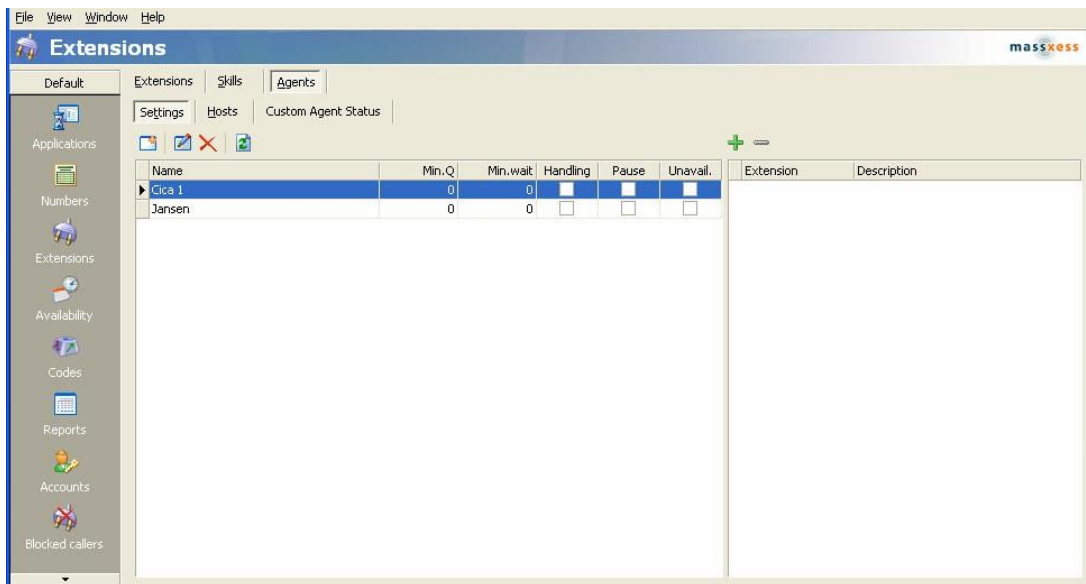 File View Window Help
Extensions
massxess
Default
Applications
Numbers
Extensions
Availability
Codes
Reports
Accounts
Blocked callers
Extensions Skills Agents
Settings Hosts Custom Agent Status
Name Min.Q Min.wait Handling Pause Unavail.
Cica 1 0 0
Jansen 0 0
Extension Description